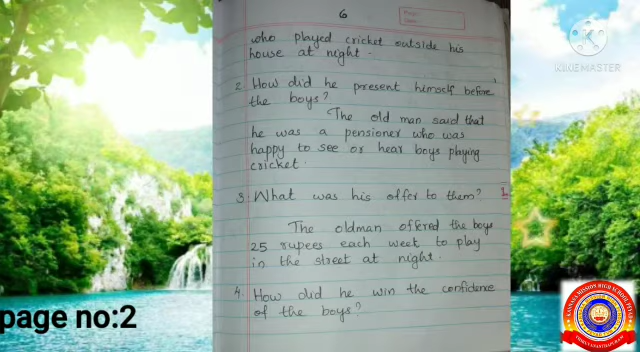 6
who played cricket outside his
house at night.
2. How did he present himself before
the boys?
The old man said that
he was a pensioner who was
happy to see or hear boys playing
cricket.
3. What was his offer to them?
The oldman offered the boys
25 rupees each week to play
in the street at night.
4. How did he win the confidence
of the boys?
page no:2
KINEMASTER